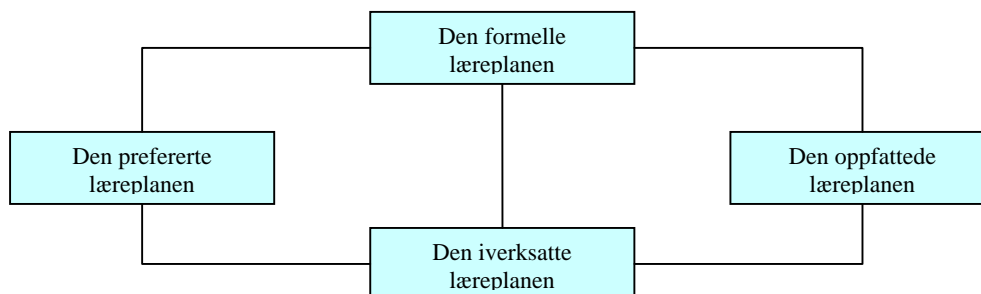 Den formelle
læreplanen
Den prefererte
læreplanen
Den oppfattede
læreplanen
Den iverksatte
læreplanen